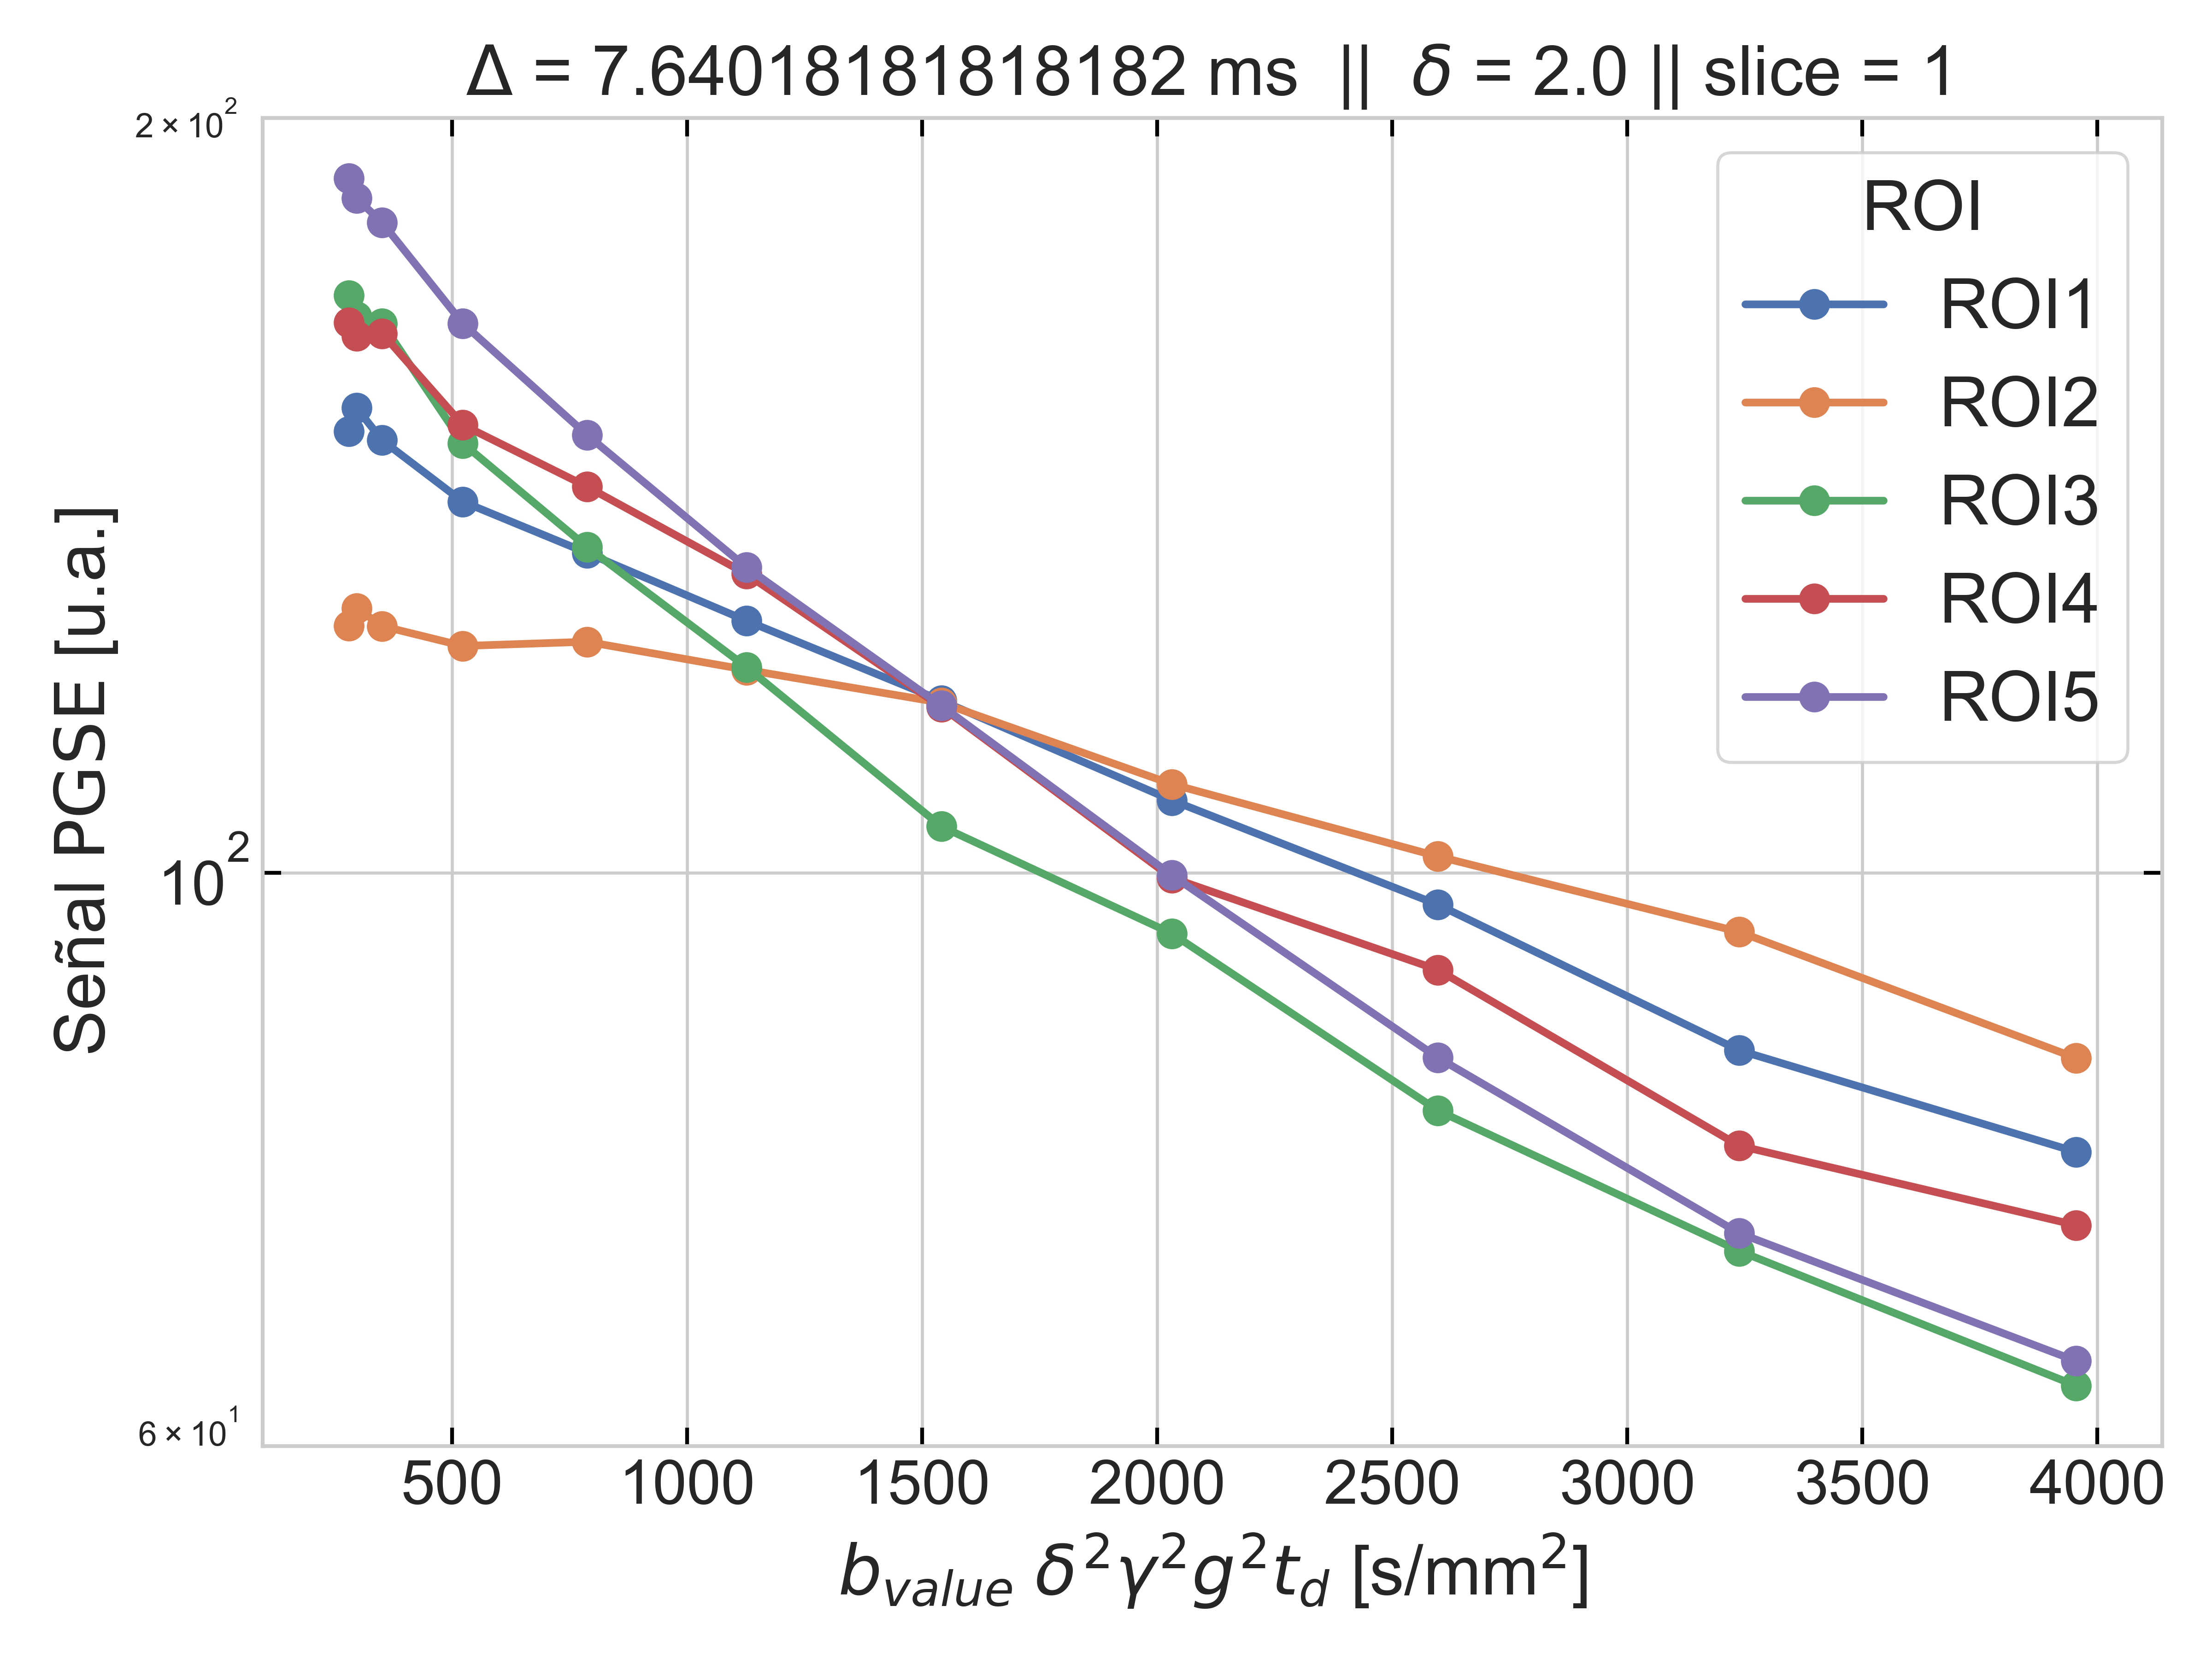 Δ = 7.640181818181818182 ms || δ = 2.0 || slice = 1
2 × 10²
10²
6 × 10¹
Señal PGSE [u.a.]
ROI
ROI1
ROI2
ROI3
ROI4
ROI5
500 1000 1500 2000 2500 3000 3500 4000
b_value δ²γ²g²t_d [s/mm²]